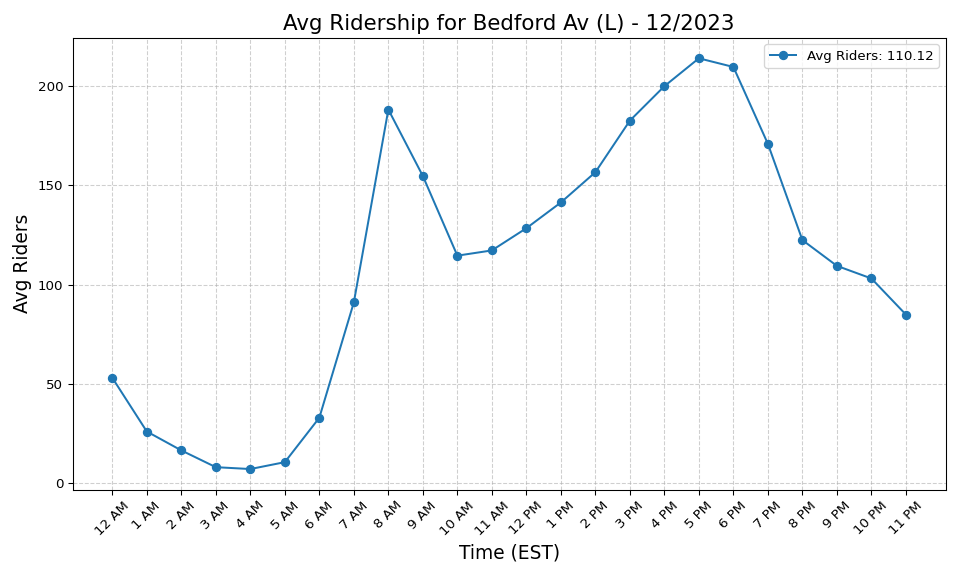 Avg Ridership for Bedford Av (L) - 12/2023
Avg Riders: 110.12
Avg Riders
200
150
100
50
0
12 AM
1 AM
2 AM
3 AM
4 AM
5 AM
6 AM
7 AM
8 AM
9 AM
10 AM
11 AM
12 PM
1 PM
2 PM
3 PM
4 PM
5 PM
6 PM
7 PM
8 PM
9 PM
10 PM
11 PM
Time (EST)